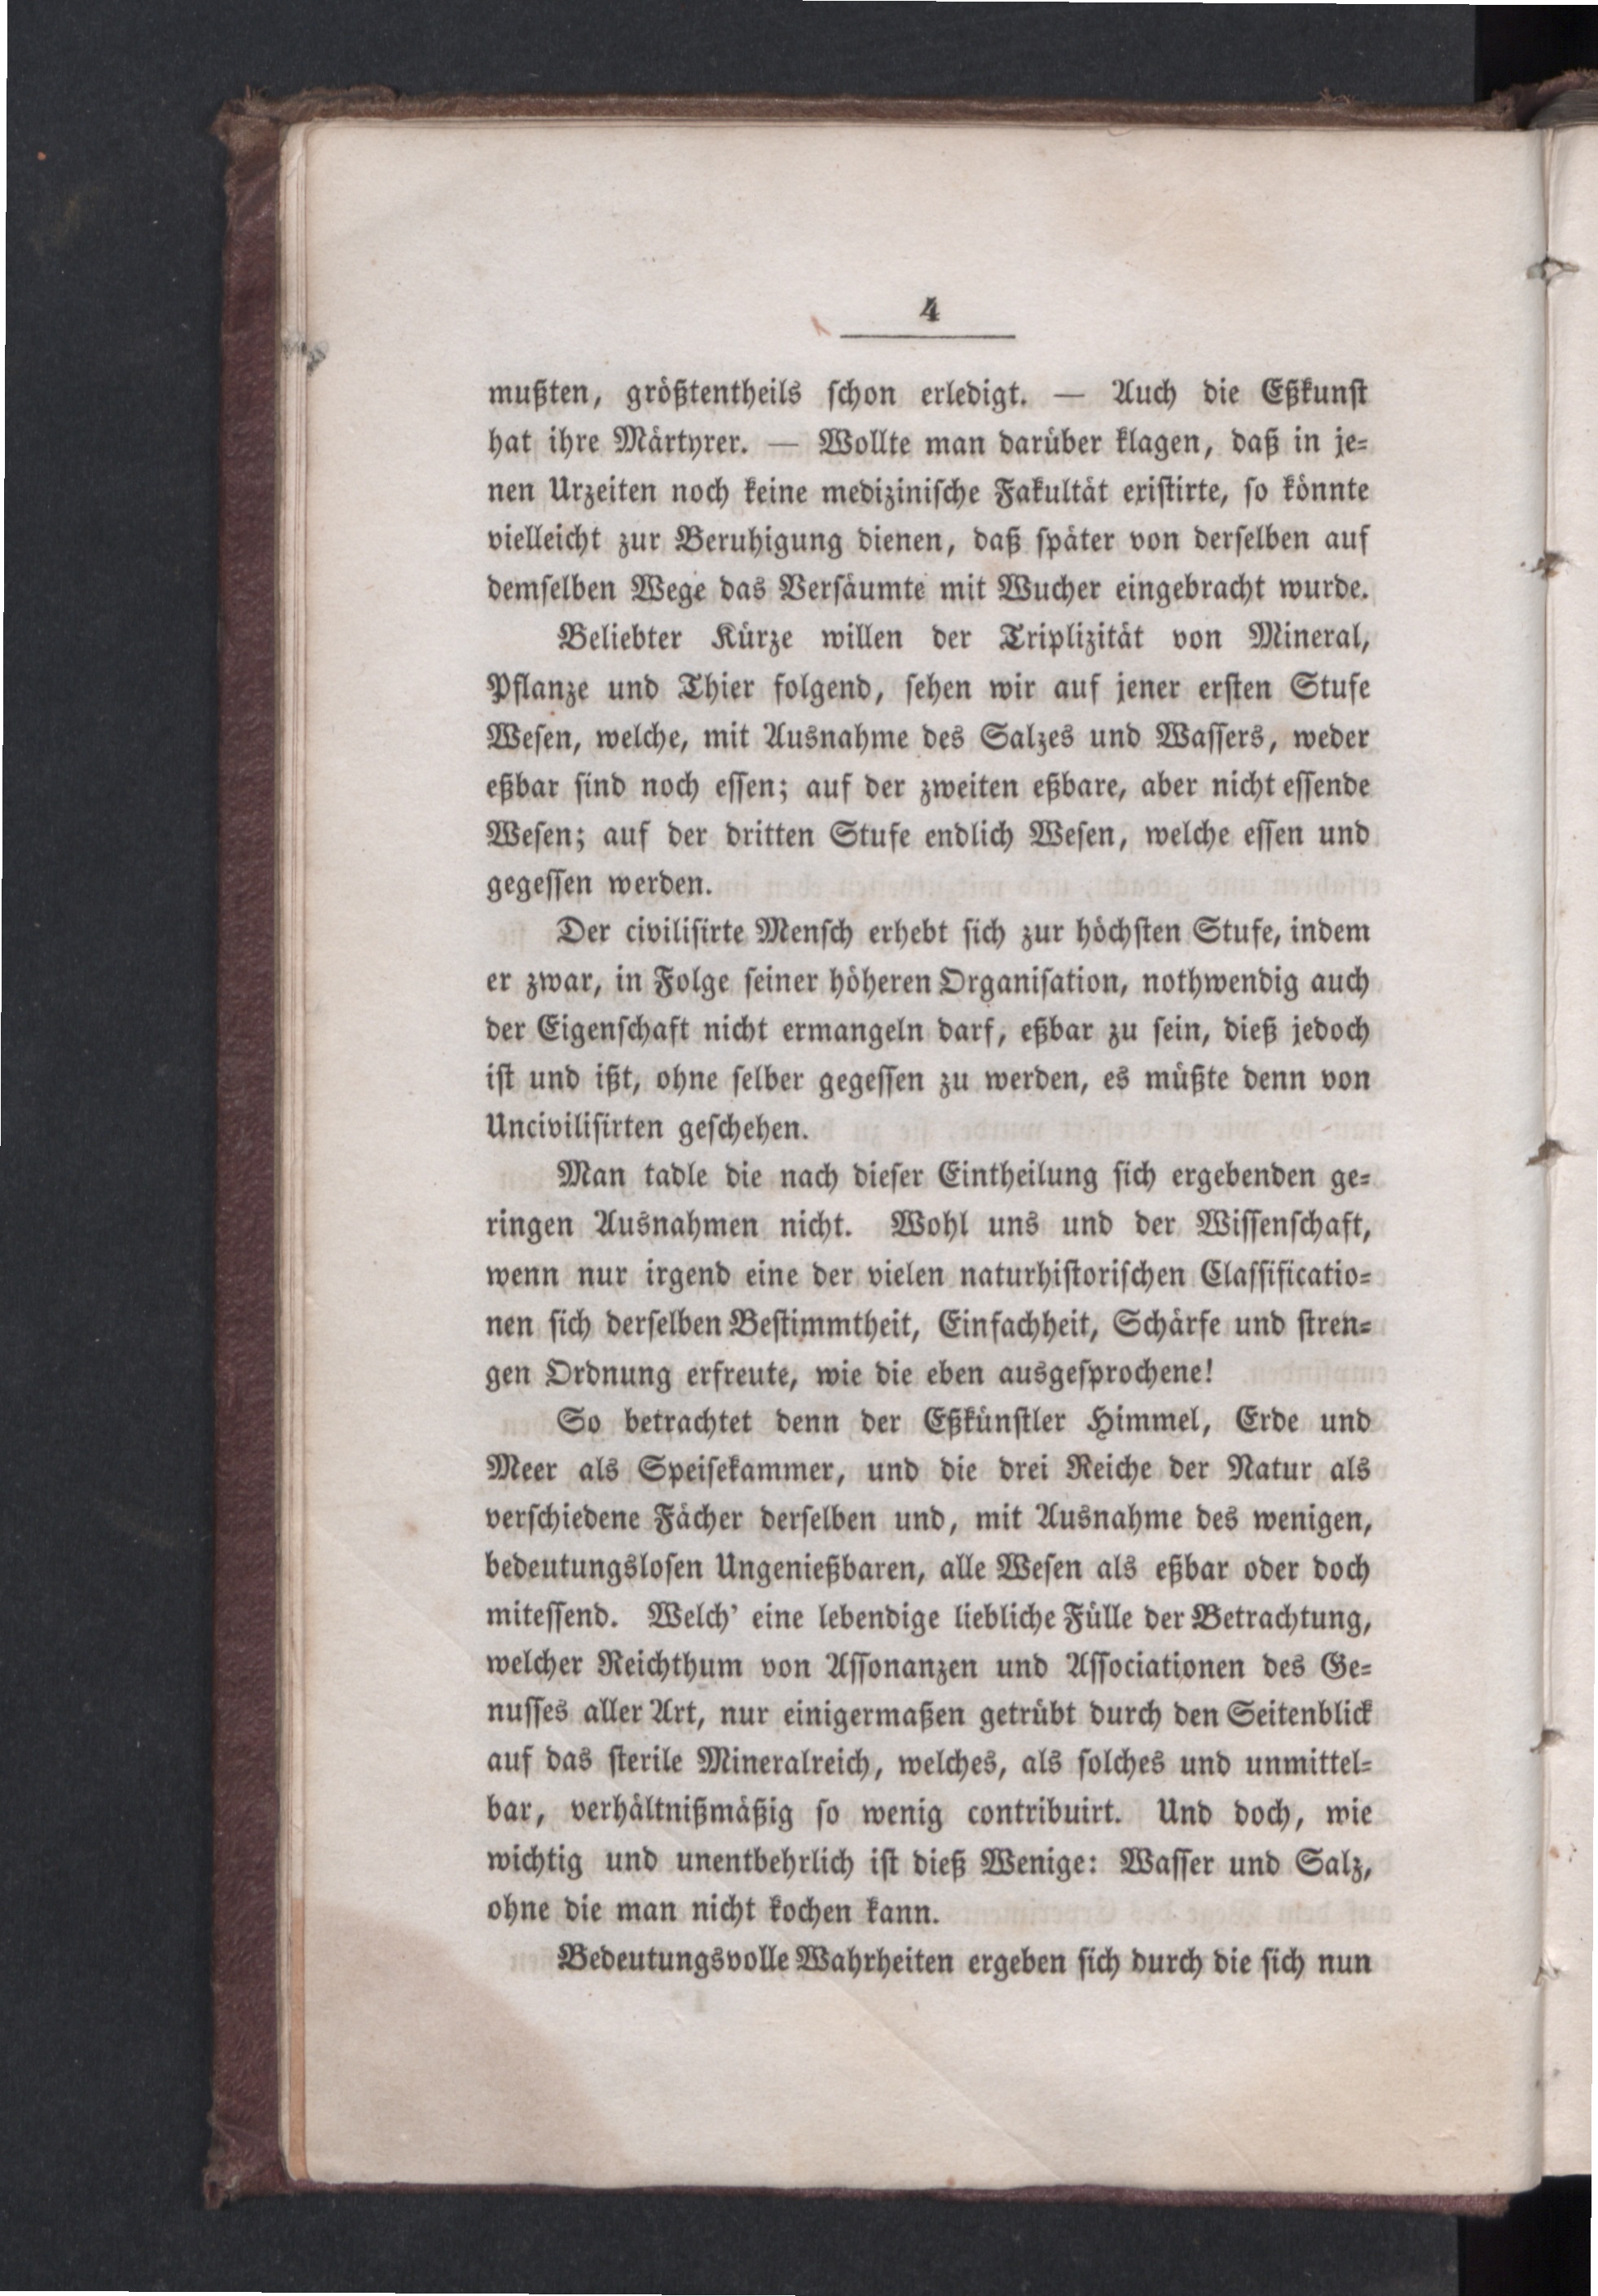 4
mußten, größtentheils schon erledigt. — Auch die Eßkunst
hat ihre Märtyrer. — Wollte man darüber klagen, daß in je-
nen Urzeiten noch keine medizinische Fakultät existirte, so könnte
vielleicht zur Beruhigung dienen, daß später von derselben auf
demselben Wege das Versäumte mit Wucher eingebracht wurde.
Beliebter Kürze willen der Triplizität von Mineral,
Pflanze und Thier folgend, sehen wir auf jener ersten Stufe
Wesen, welche, mit Ausnahme des Salzes und Wassers, weder
eßbar sind noch essen; auf der zweiten eßbare, aber nicht essende
Wesen; auf der dritten Stufe endlich Wesen, welche essen und
gegessen werden.
Der civilisirte Mensch erhebt sich zur höchsten Stufe, indem
er zwar, in Folge seiner höheren Organisation, nothwendig auch
der Eigenschaft nicht ermangeln darf, eßbar zu sein, dieß jedoch
ist und ißt, ohne selber gegessen zu werden, es müßte denn von
Uncivilisirten geschehen.
Man tadle die nach dieser Eintheilung sich ergebenden ge-
ringen Ausnahmen nicht. Wohl uns und der Wissenschaft,
wenn nur irgend eine der vielen naturhistorischen Classificatio-
nen sich derselben Bestimmtheit, Einfachheit, Schärfe und stren-
gen Ordnung erfreute, wie die eben ausgesprochene!
So betrachtet denn der Eßkünstler Himmel, Erde und
Meer als Speisekammer, und die drei Reiche der Natur als
verschiedene Fächer derselben und, mit Ausnahme des wenigen,
bedeutungslosen Ungenießbaren, alle Wesen als eßbar oder doch
mitessend. Welch' eine lebendige liebliche Fülle der Betrachtung,
welcher Reichthum von Assonanzen und Associationen des Ge-
nusses aller Art, nur einigermaßen getrübt durch den Seitenblick
auf das sterile Mineralreich, welches, als solches und unmittel-
bar, verhältnißmäßig so wenig contribuirt. Und doch, wie
wichtig und unentbehrlich ist dieß Wenige: Wasser und Salz,
ohne die man nicht kochen kann.
Bedeutungsvolle Wahrheiten ergeben sich durch die sich nun